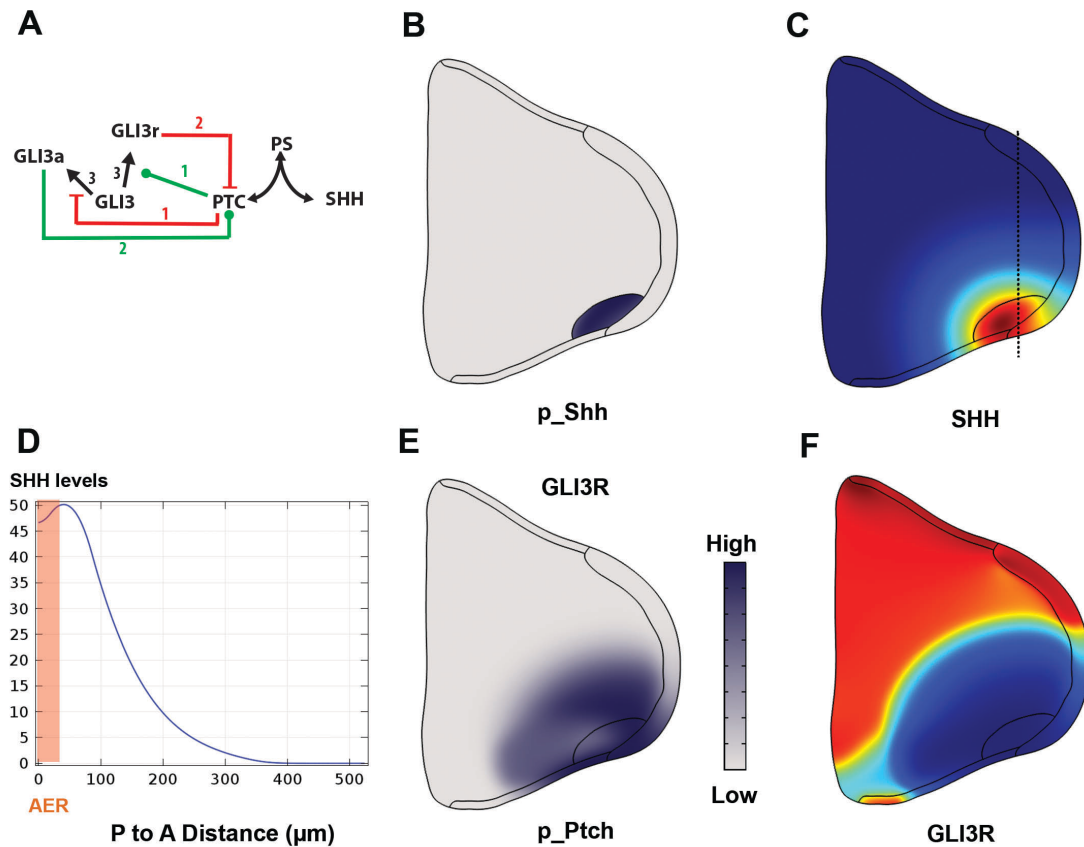 A
B
C
GLI3r
2
PS
GLI3a
3
3
1
GLI3
PTC
SHH
1
2
p_Shh
SHH
D
E
F
SHH levels
GLI3R
50
45
40
35
30
25
20
15
10
5
0
0 100 200 300 400 500
AER
P to A Distance (µm)
High
Low
p_Ptch
GLI3R